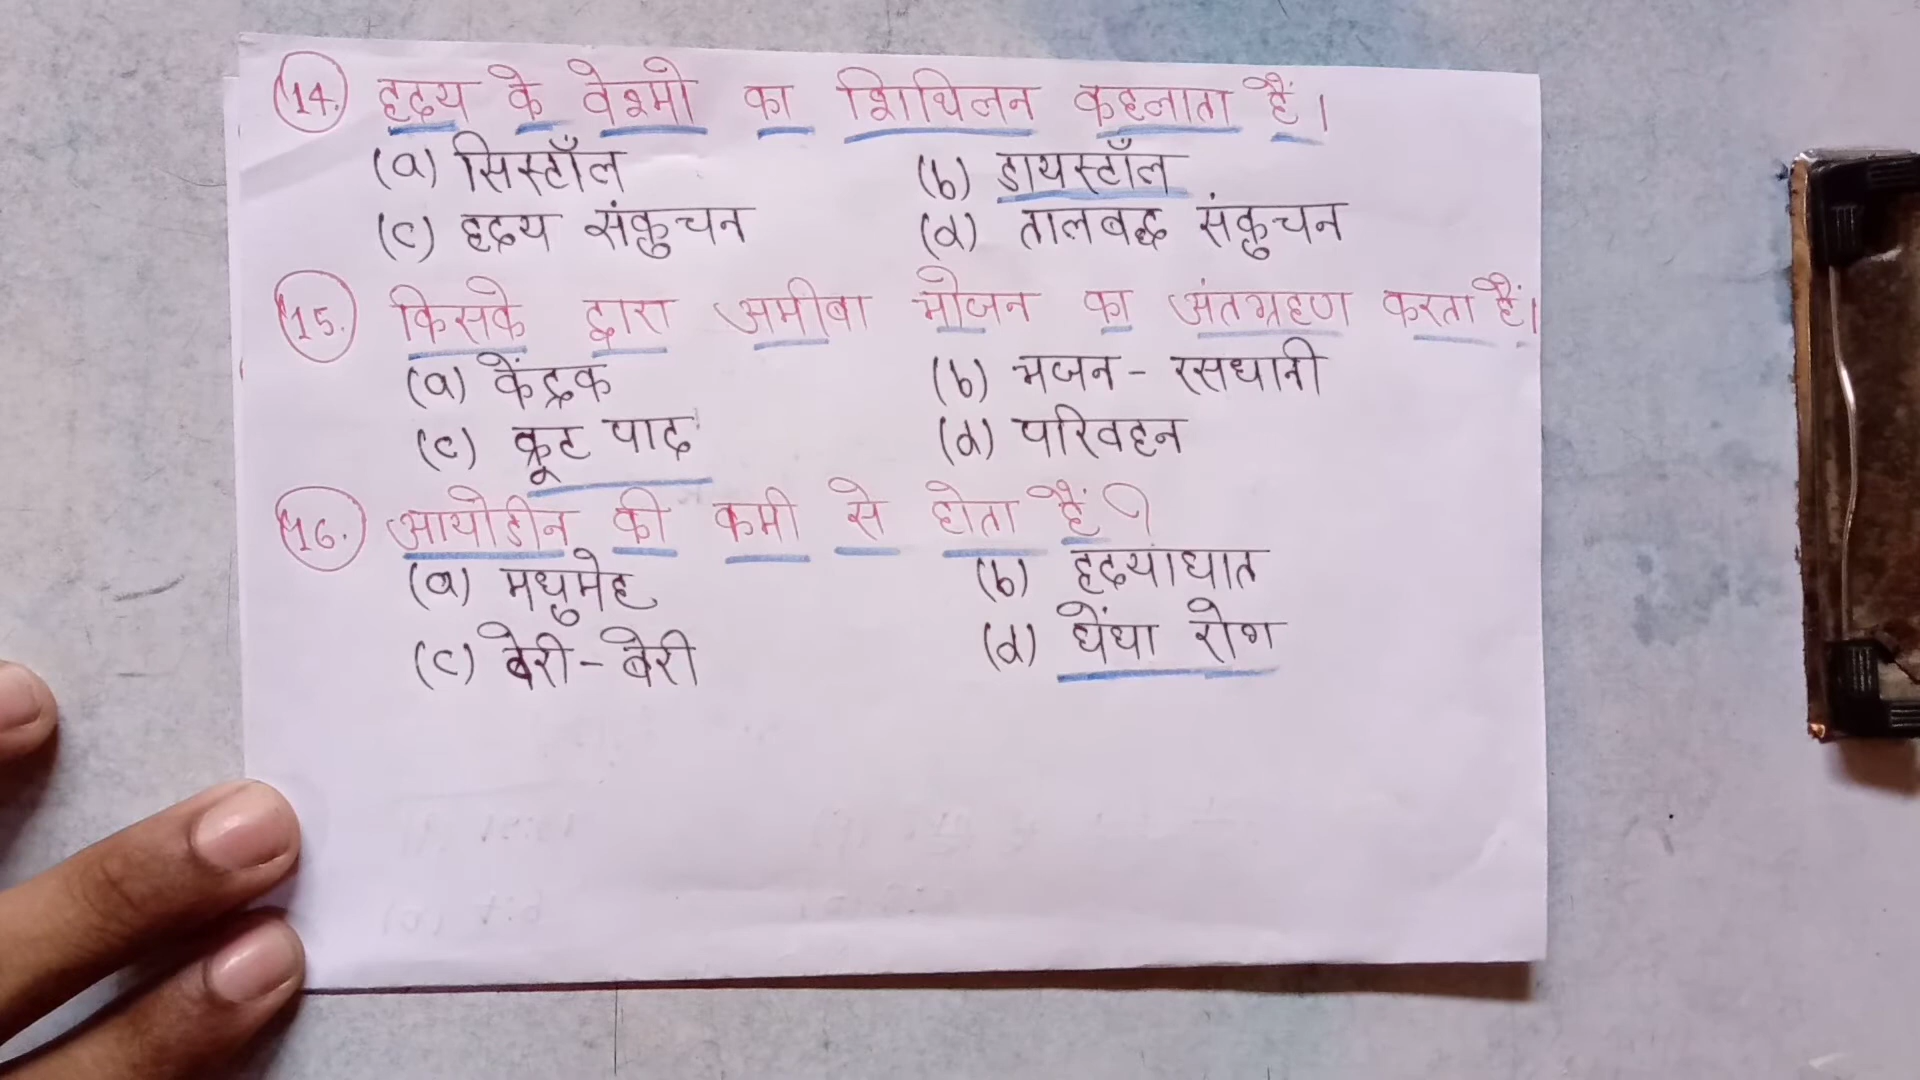 14. हृदय के वेश्मो का शिथिलन कहलाता हैं।
(a) सिस्टॉल (b) डायस्टॉल
(c) हृदय संकुचन (d) तालबद्ध संकुचन
15. किसके द्वारा अमीबा भोजन का अंतग्रहण करता हैं।
(a) केंद्रक (b) भजन - रसधानी
(c) कूट पाद (d) परिवहन
16. आयोडीन की कमी से होता हैं?
(a) मधुमेह (b) हृदयाघात
(c) बेरी-बेरी (d) घेंघा रोग